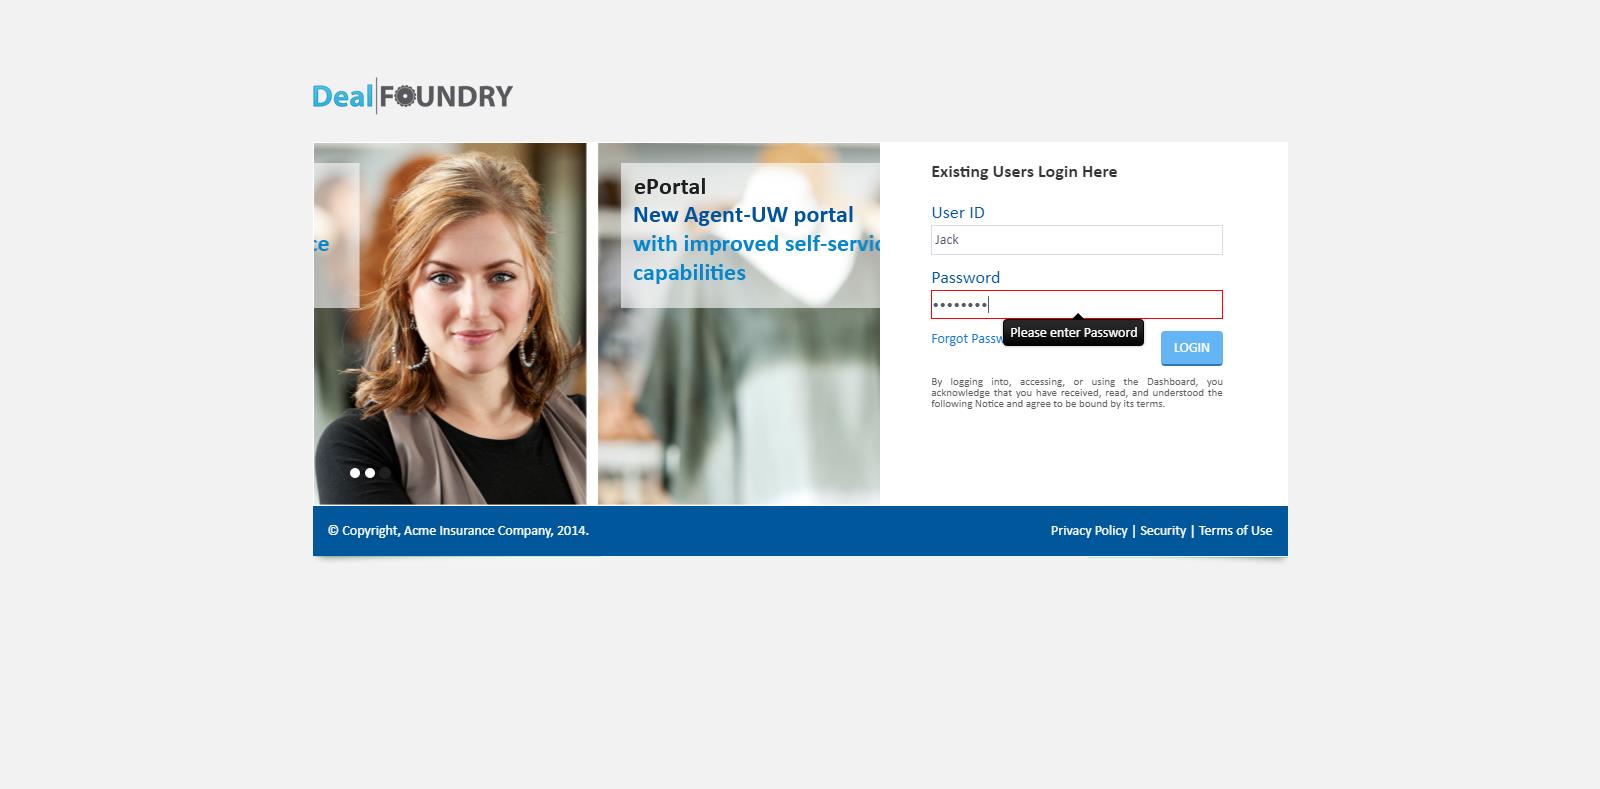 Deal FOUNDRY
ce
ePortal
New Agent-UW portal
with improved self-servic
capabilities
Existing Users Login Here
User ID
Jack
Password
••••••••
Please enter Password
Forgot Passw
LOGIN
By logging into, accessing, or using the Dashboard, you
acknowledge that you have received, read, and understood the
following Notice and agree to be bound by its terms.
© Copyright, Acme Insurance Company, 2014.
Privacy Policy | Security | Terms of Use